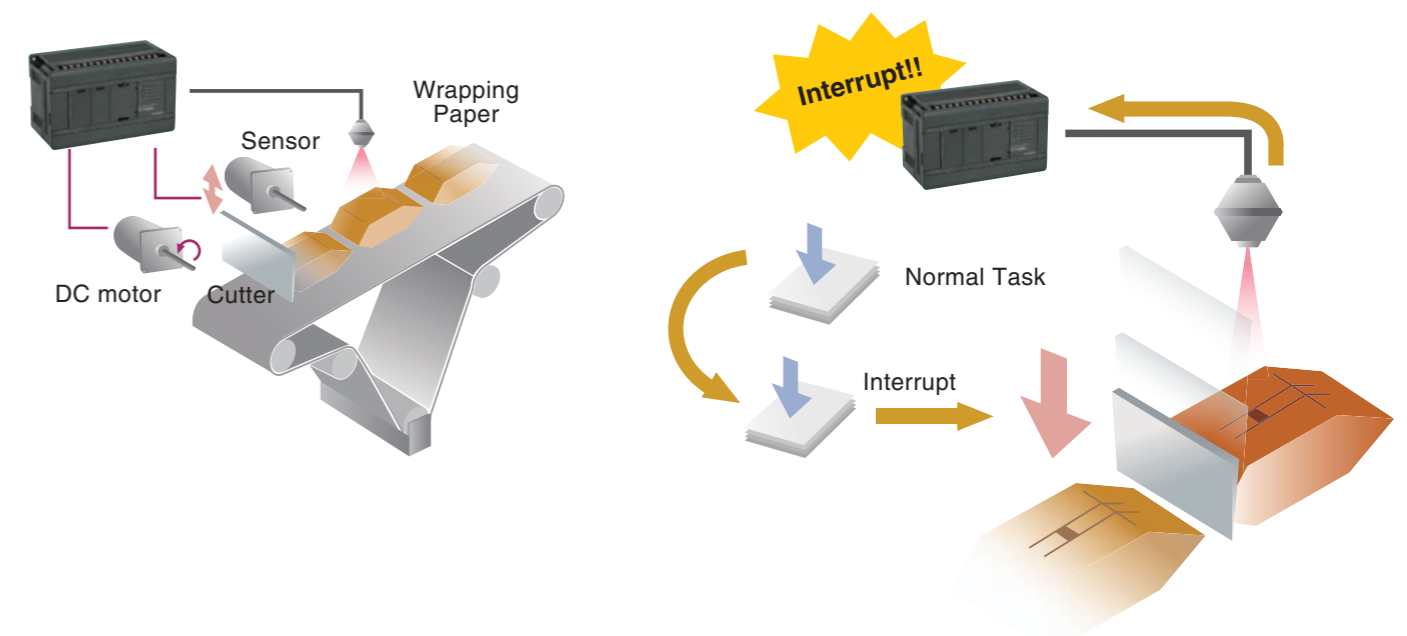 Wrapping
Paper
Sensor
DC motor
Cutter
Interrupt!!
Normal Task
Interrupt